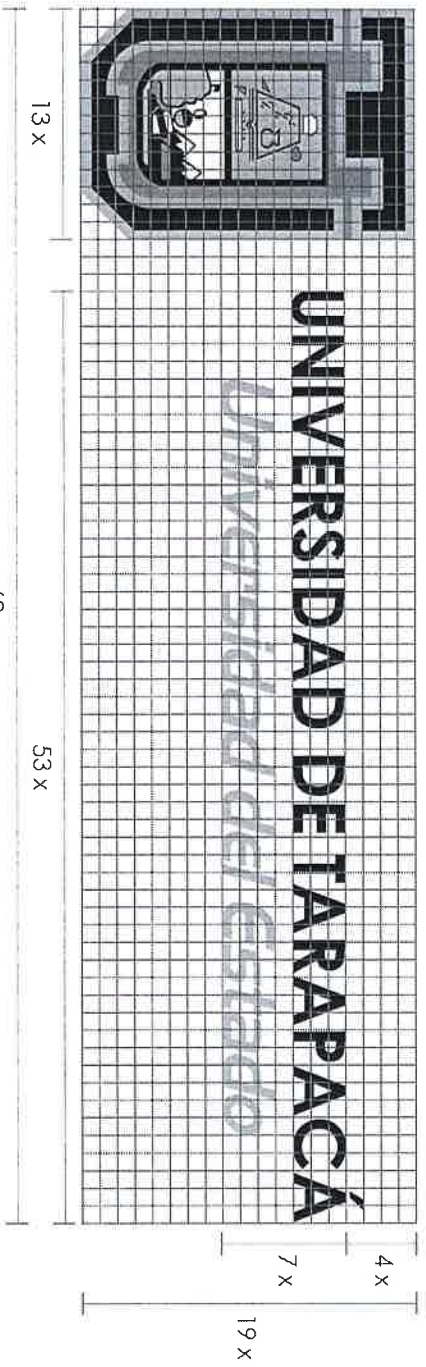 UNIVERSIDAD DE TARAPACÁ
Universidad del Estado
4 x
7 x
19 x
13 x
53 x